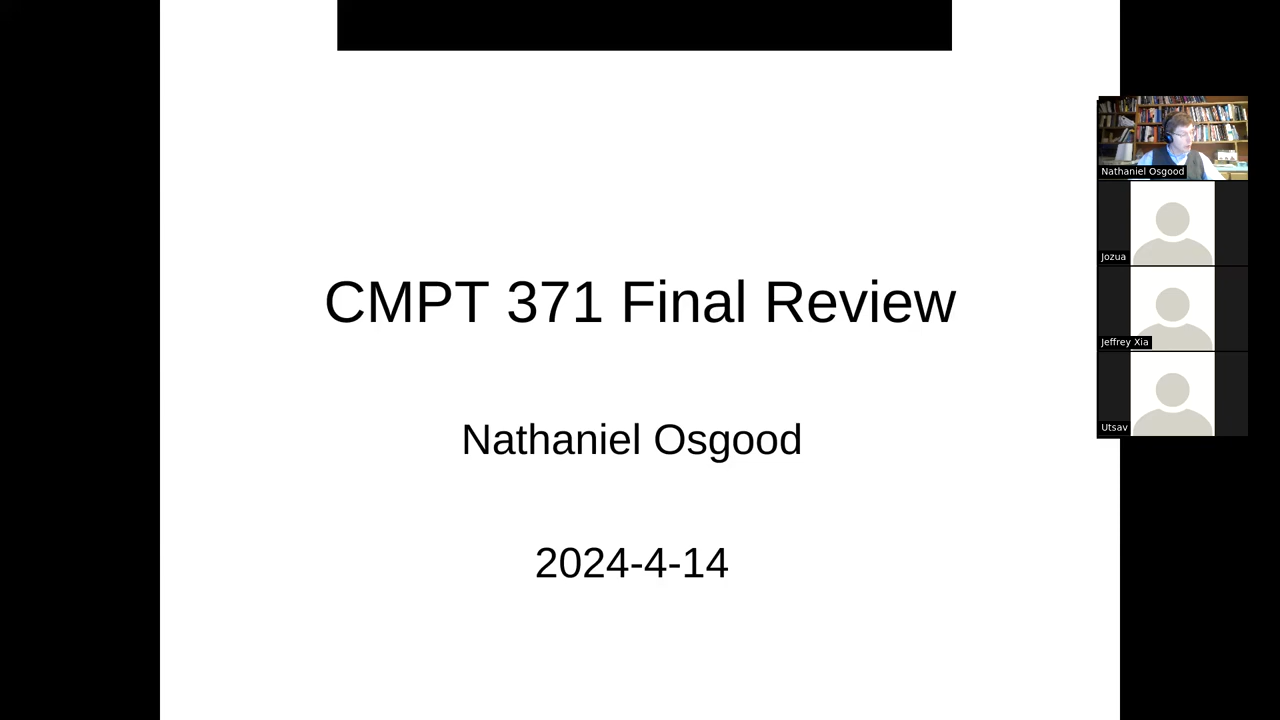 CMPT 371 Final Review
Nathaniel Osgood
2024-4-14
Nathaniel Osgood
Jozua
Jeffrey Xia
Utsav